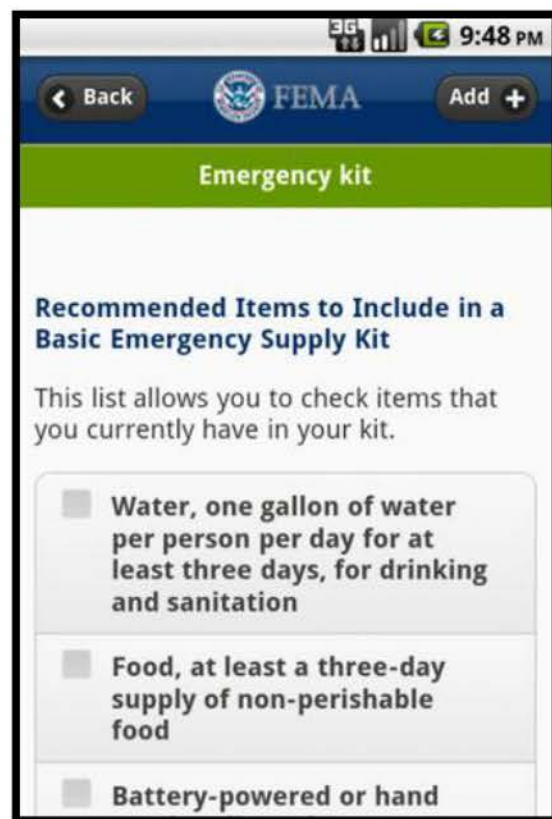 3G 9:48 PM
Back FEMA Add +
Emergency kit
Recommended Items to Include in a
Basic Emergency Supply Kit
This list allows you to check items that
you currently have in your kit.
Water, one gallon of water
per person per day for at
least three days, for drinking
and sanitation
Food, at least a three-day
supply of non-perishable
food
Battery-powered or hand